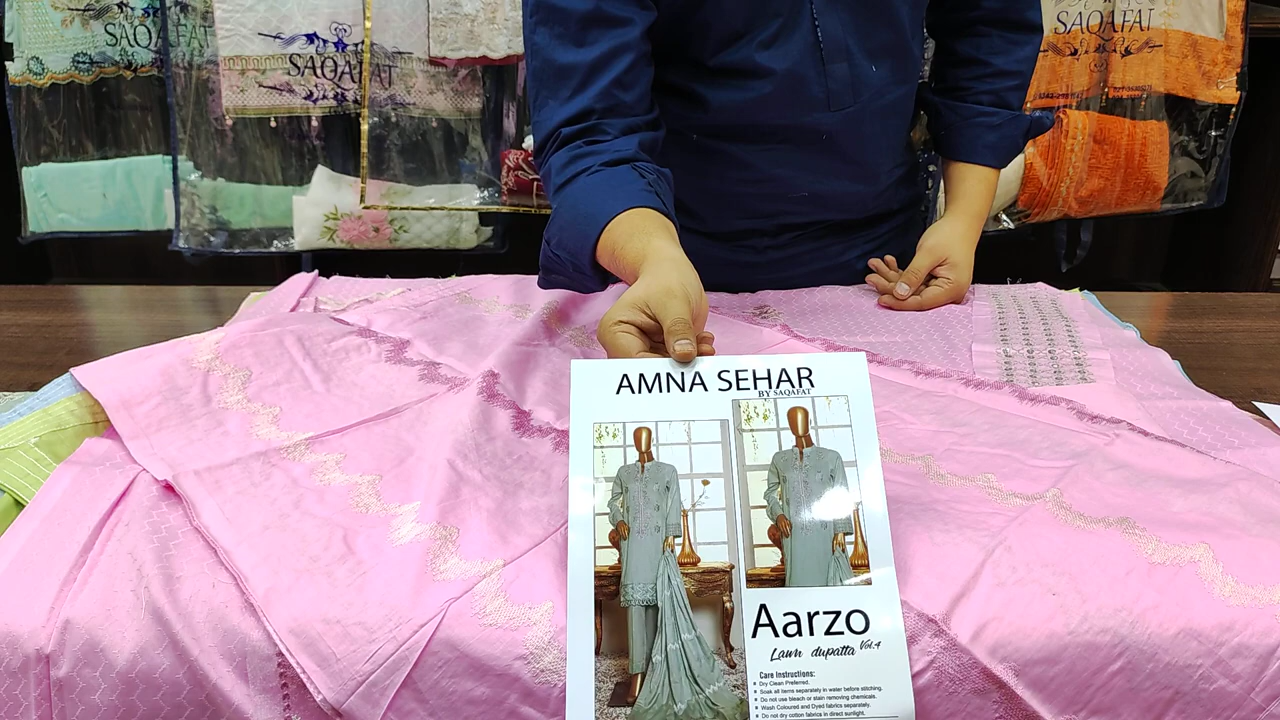 SAQAFAT
SAQAFAT
SAQAFAT
AMNA SEHAR
BY SAQAFAT
Aarzo
Lawn dupatta Vol.4
Care Instructions:
Dry Clean Preferred.
Soak all items separately in water before stitching.
Do not use bleach or stain removing chemicals.
Wash Coloured and Dyed fabrics separately.
Do not dry cotton fabrics in direct sunlight.